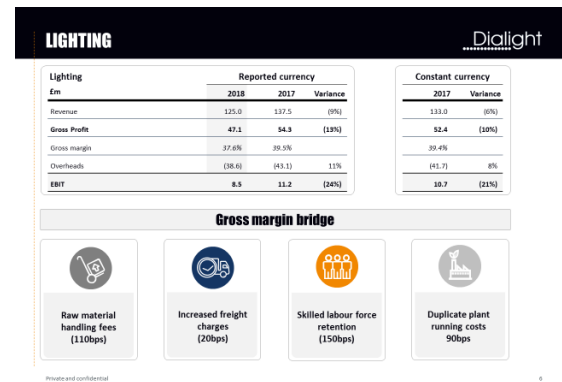 LIGHTING
Dialight
Lighting Reported currency
£m 2018 2017 Variance
Revenue 125.0 137.5 (9%)
Gross Profit 47.1 54.3 (13%)
Gross margin 37.6% 39.5%
Overheads (38.6) (43.1) 11%
EBIT 8.5 11.2 (24%)
Constant currency
2017 Variance
133.0 (6%)
52.4 (10%)
39.4%
(41.7) 8%
10.7 (21%)
Gross margin bridge
Raw material
handling fees
(110bps)
Increased freight
charges
(20bps)
Skilled labour force
retention
(150bps)
Duplicate plant
running costs
90bps
Private and confidential
6